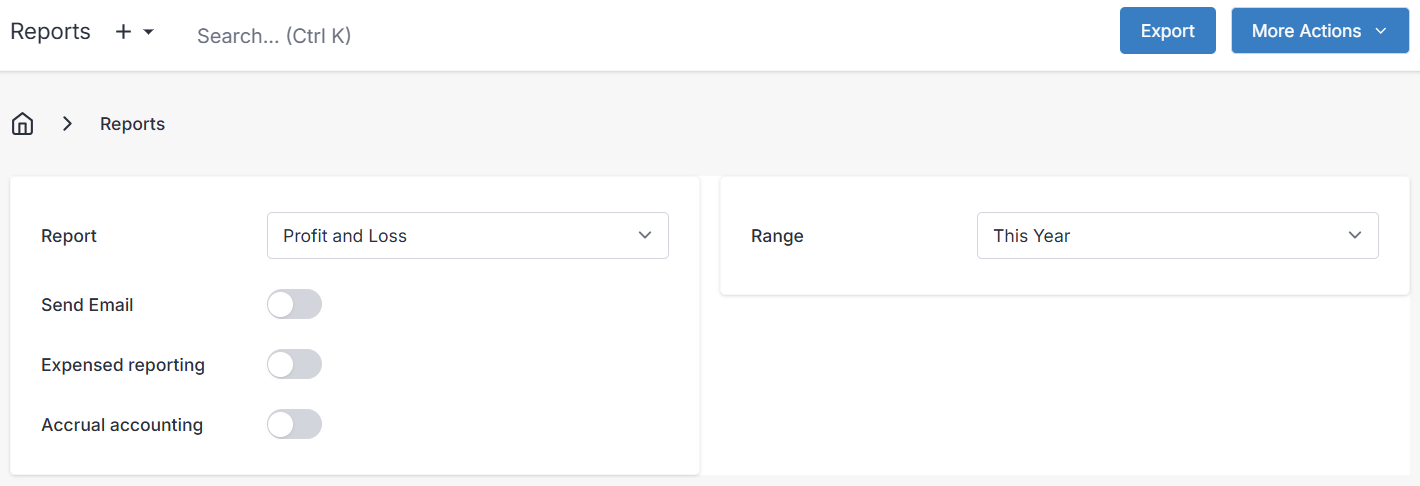 Reports
Search... (Ctrl K)
Export
More Actions
Reports
Report
Profit and Loss
Send Email
Expensed reporting
Accrual accounting
Range
This Year